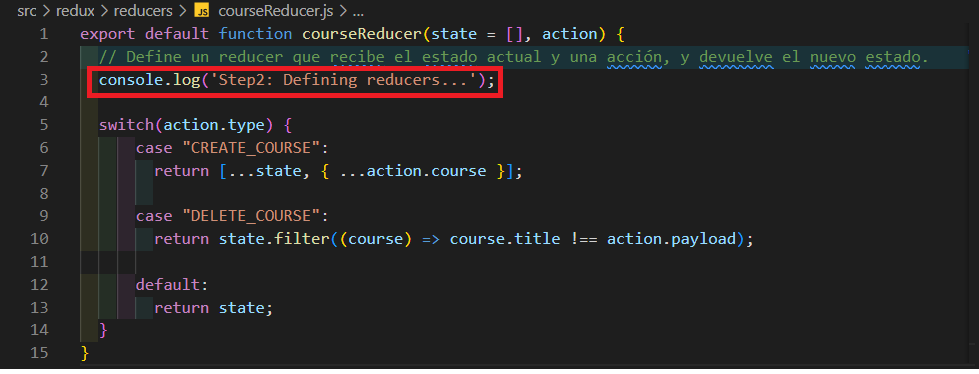 src > redux > reducers > JS courseReducer.js > ...
1 export default function courseReducer(state = [], action) {
2 // Define un reducer que recibe el estado actual y una acción, y devuelve el nuevo estado.
3 console.log('Step2: Defining reducers...');
4
5 switch(action.type) {
6 case "CREATE_COURSE":
7 return [...state, { ...action.course }];
8
9 case "DELETE_COURSE":
10 return state.filter((course) => course.title !== action.payload);
11
12 default:
13 return state;
14 }
15 }